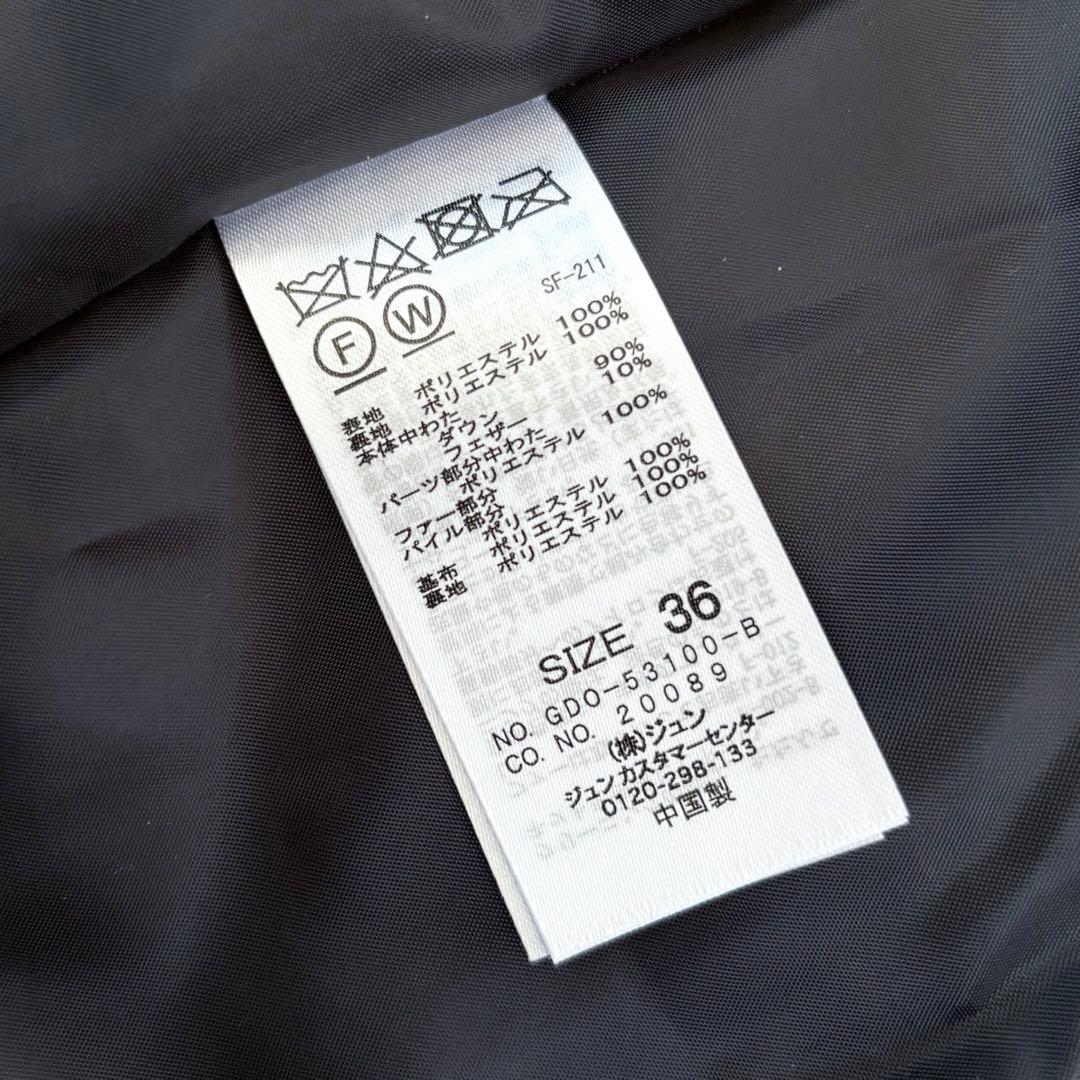 F W
SF-211
表地 ポリエステル 100%
裏地 ポリエステル 100%
本体中わた
ダウン 90%
フェザー 10%
パーツ部分中わた
ポリエステル 100%
ファー部分
パイル部分
ポリエステル 100%
基布 ポリエステル 100%
裏地 ポリエステル 100%
SIZE 36
NO. GDO-53100-B
CO. NO. 20089
(株)ジュン
ジュンカスタマーセンター
0120-298-133
中国製